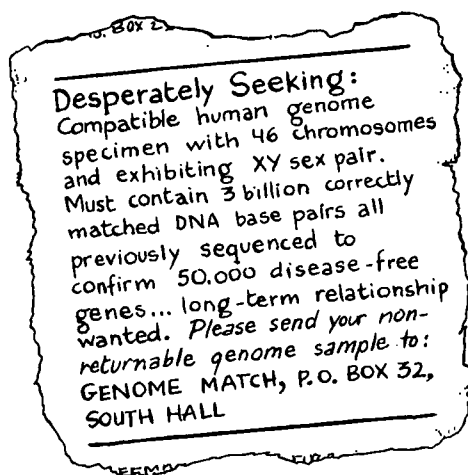 BOX 2
Desperately Seeking:
Compatible human genome
specimen with 46 chromosomes
and exhibiting XY sex pair.
Must contain 3 billion correctly
matched DNA base pairs all
previously sequenced to
confirm 50.000 disease-free
genes... long-term relationship
wanted. Please send your non-
returnable genome sample to:
GENOME MATCH, P.O. BOX 32,
SOUTH HALL